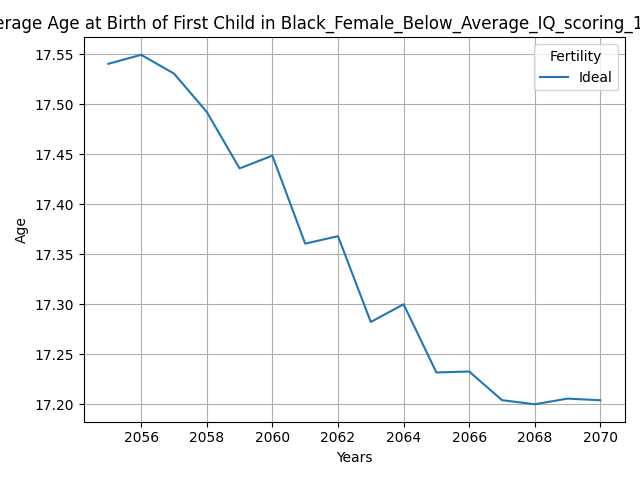 erage Age at Birth of First Child in Black_Female_Below_Average_IQ_scoring_1
Fertility
Ideal
17.55
17.50
17.45
17.40
17.35
17.30
17.25
17.20
Age
2056 2058 2060 2062 2064 2066 2068 2070
Years